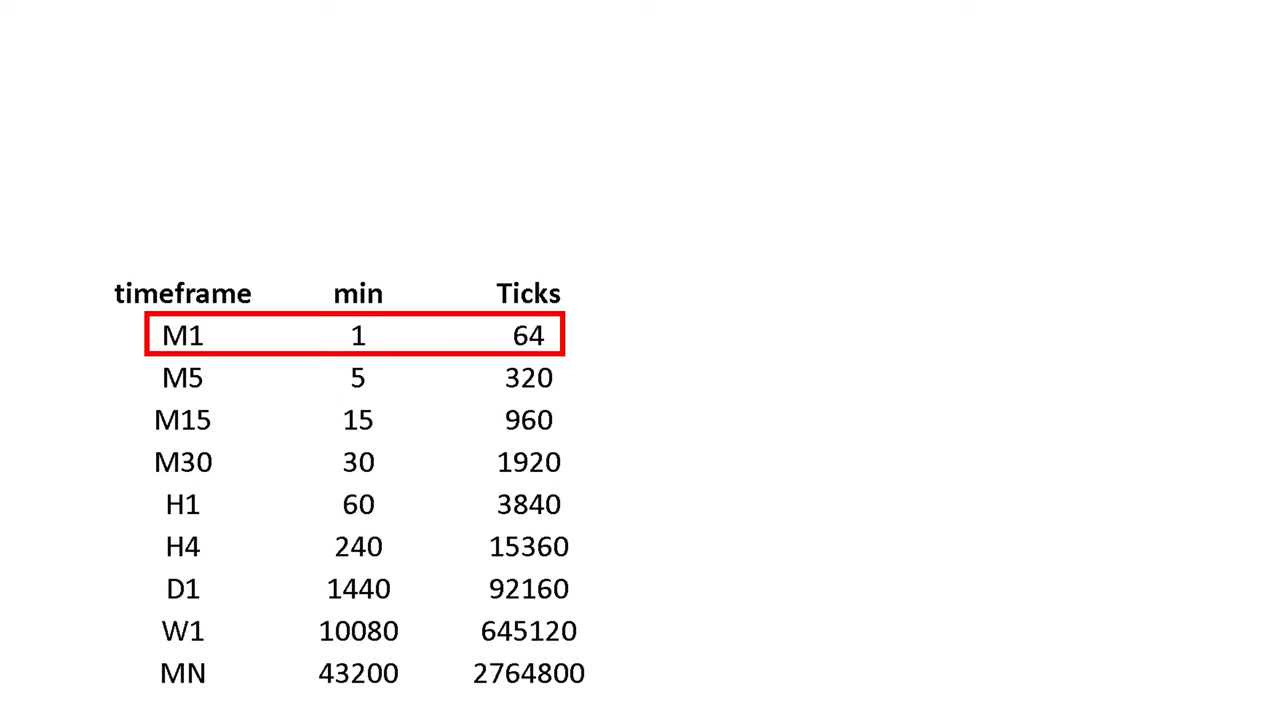 timeframe min Ticks
M1 1 64
M5 5 320
M15 15 960
M30 30 1920
H1 60 3840
H4 240 15360
D1 1440 92160
W1 10080 645120
MN 43200 2764800